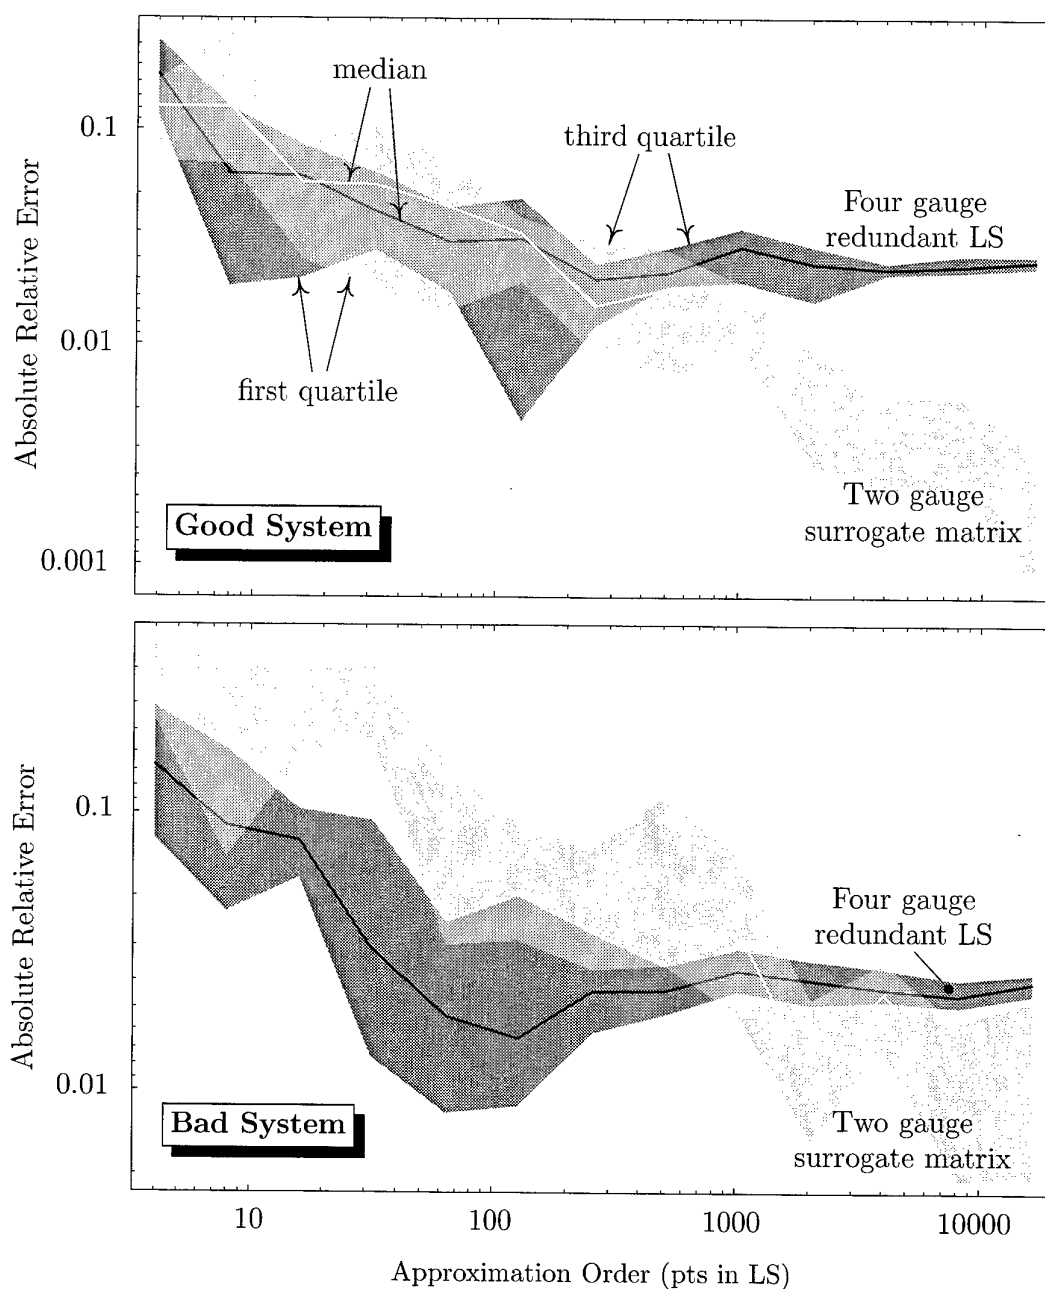 median
0.1
third quartile
Four gauge
redundant LS
Absolute Relative Error
0.01
first quartile
Two gauge
surrogate matrix
Good System
0.001
0.1
Four gauge
redundant LS
Absolute Relative Error
0.01
Two gauge
surrogate matrix
Bad System
10
100
1000
10000
Approximation Order (pts in LS)